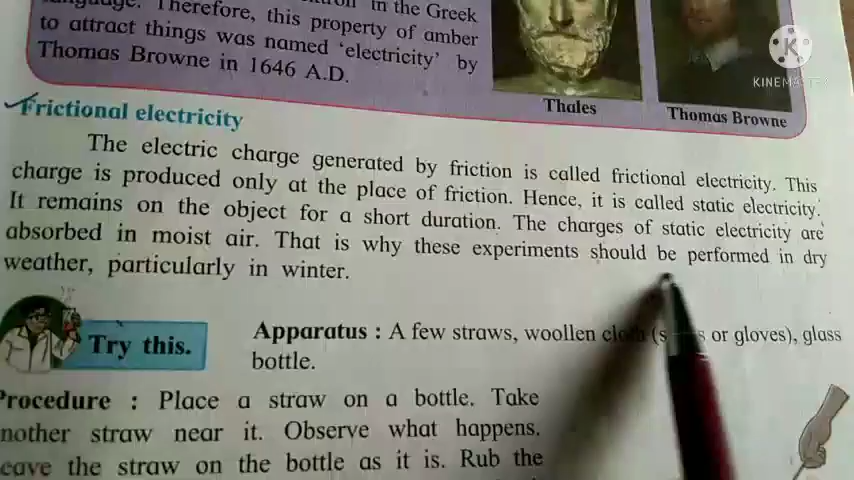 in the Greek
language. Therefore, this property of amber
to attract things was named 'electricity' by
Thomas Browne in 1646 A.D.
Thales
Thomas Browne
K
KINEMASTER
Frictional electricity
The electric charge generated by friction is called frictional electricity. This
charge is produced only at the place of friction. Hence, it is called static electricity.
It remains on the object for a short duration. The charges of static electricity are
absorbed in moist air. That is why these experiments should be performed in dry
weather, particularly in winter.
Try this.
Apparatus : A few straws, woollen cloth (s s or gloves), glass
bottle.
Procedure : Place a straw on a bottle. Take
nother straw near it. Observe what happens.
eave the straw on the bottle as it is. Rub the